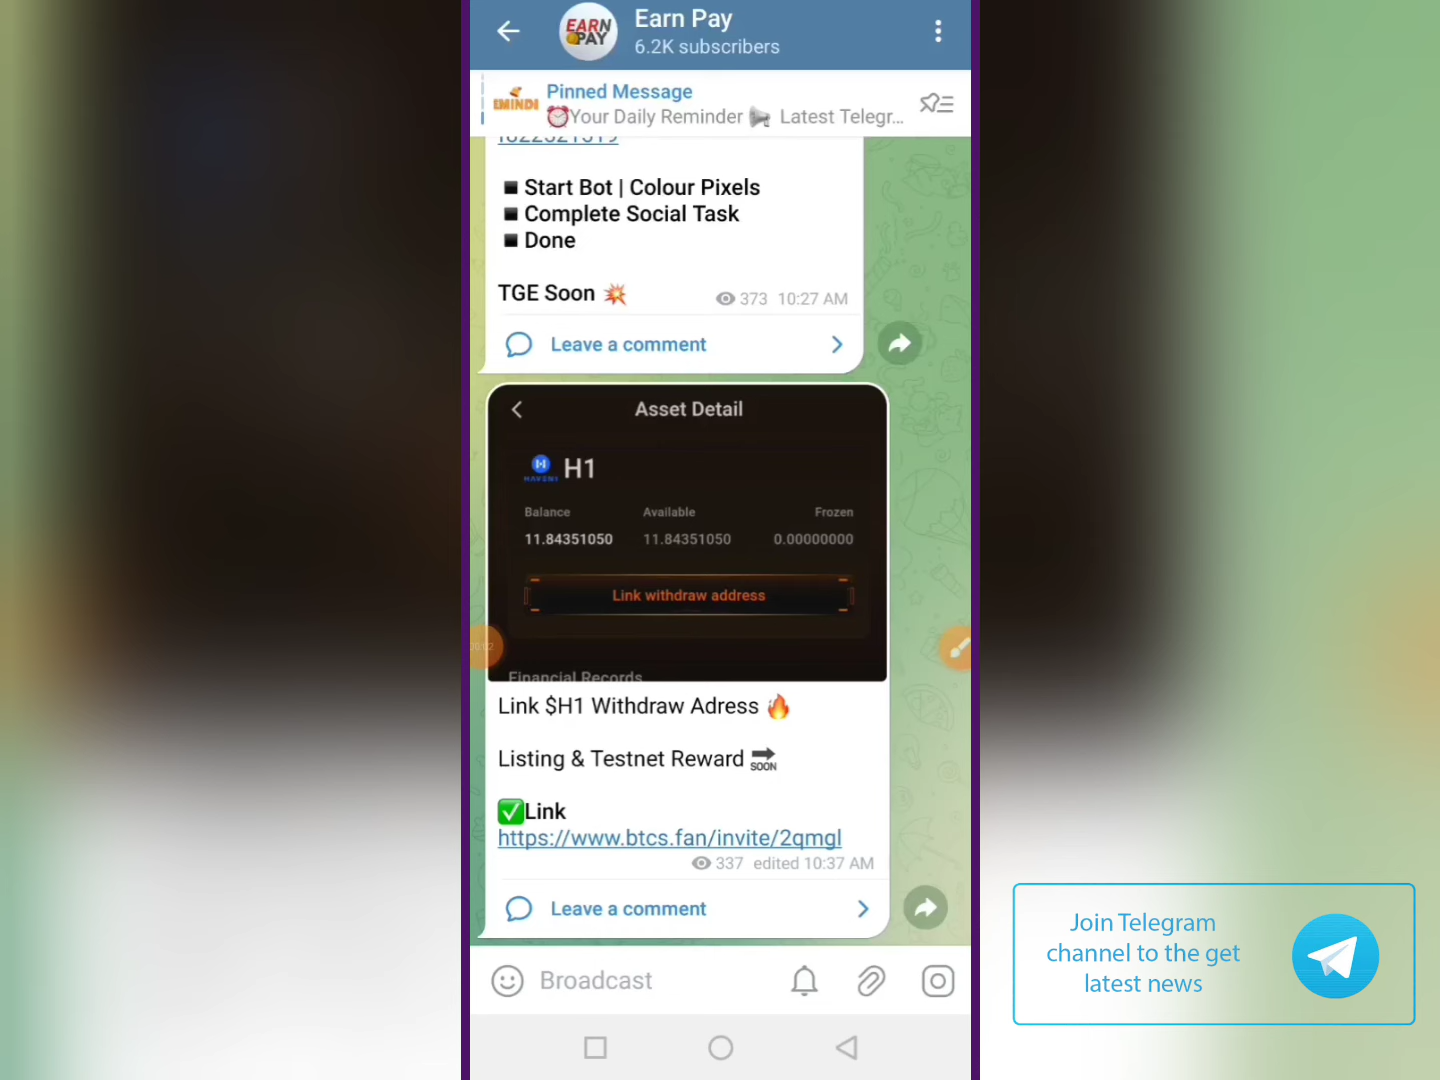 EARN
PAY
Earn Pay
6.2K subscribers
Pinned Message
⏰Your Daily Reminder 📢 Latest Telegr...
1622321319
▪Start Bot | Colour Pixels
▪Complete Social Task
▪Done
TGE Soon 💥
373 10:27 AM
Leave a comment
Asset Detail
H1
Balance Available Frozen
11.84351050 11.84351050 0.00000000
Link withdraw address
Financial Records
Link $H1 Withdraw Adress 🔥
Listing & Testnet Reward 🔜
✅Link
https://www.btcs.fan/invite/2qmgl
337 edited 10:37 AM
Leave a comment
Broadcast
Join Telegram
channel to the get
latest news